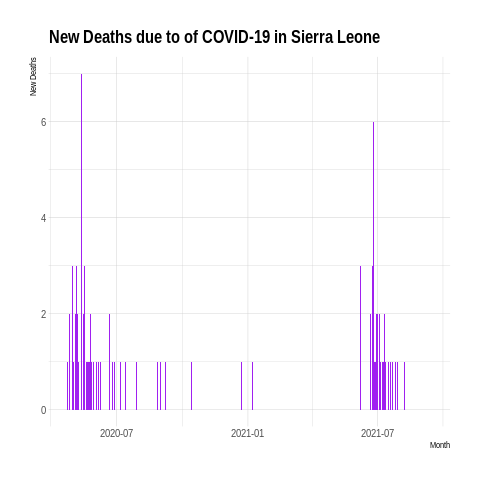 New Deaths due to of COVID-19 in Sierra Leone
New Deaths
6
4
2
0
2020-07
2021-01
2021-07
Month